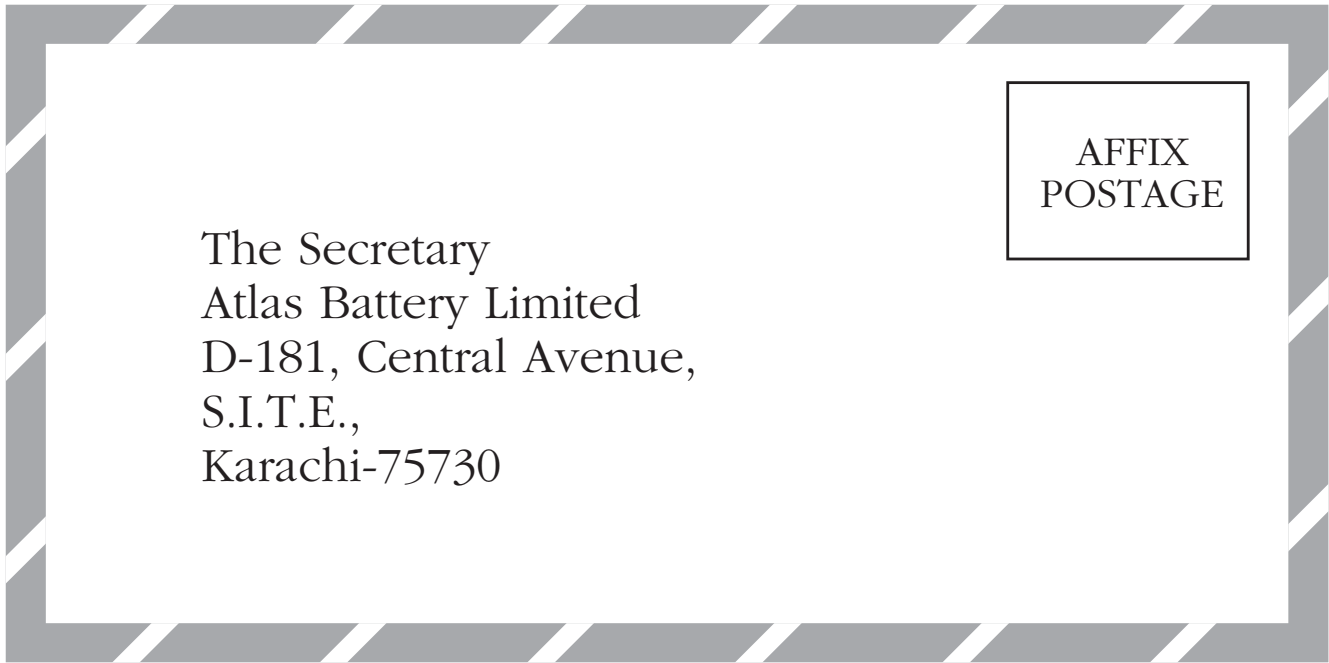 AFFIX
POSTAGE
The Secretary
Atlas Battery Limited
D-181, Central Avenue,
S.I.T.E.,
Karachi-75730